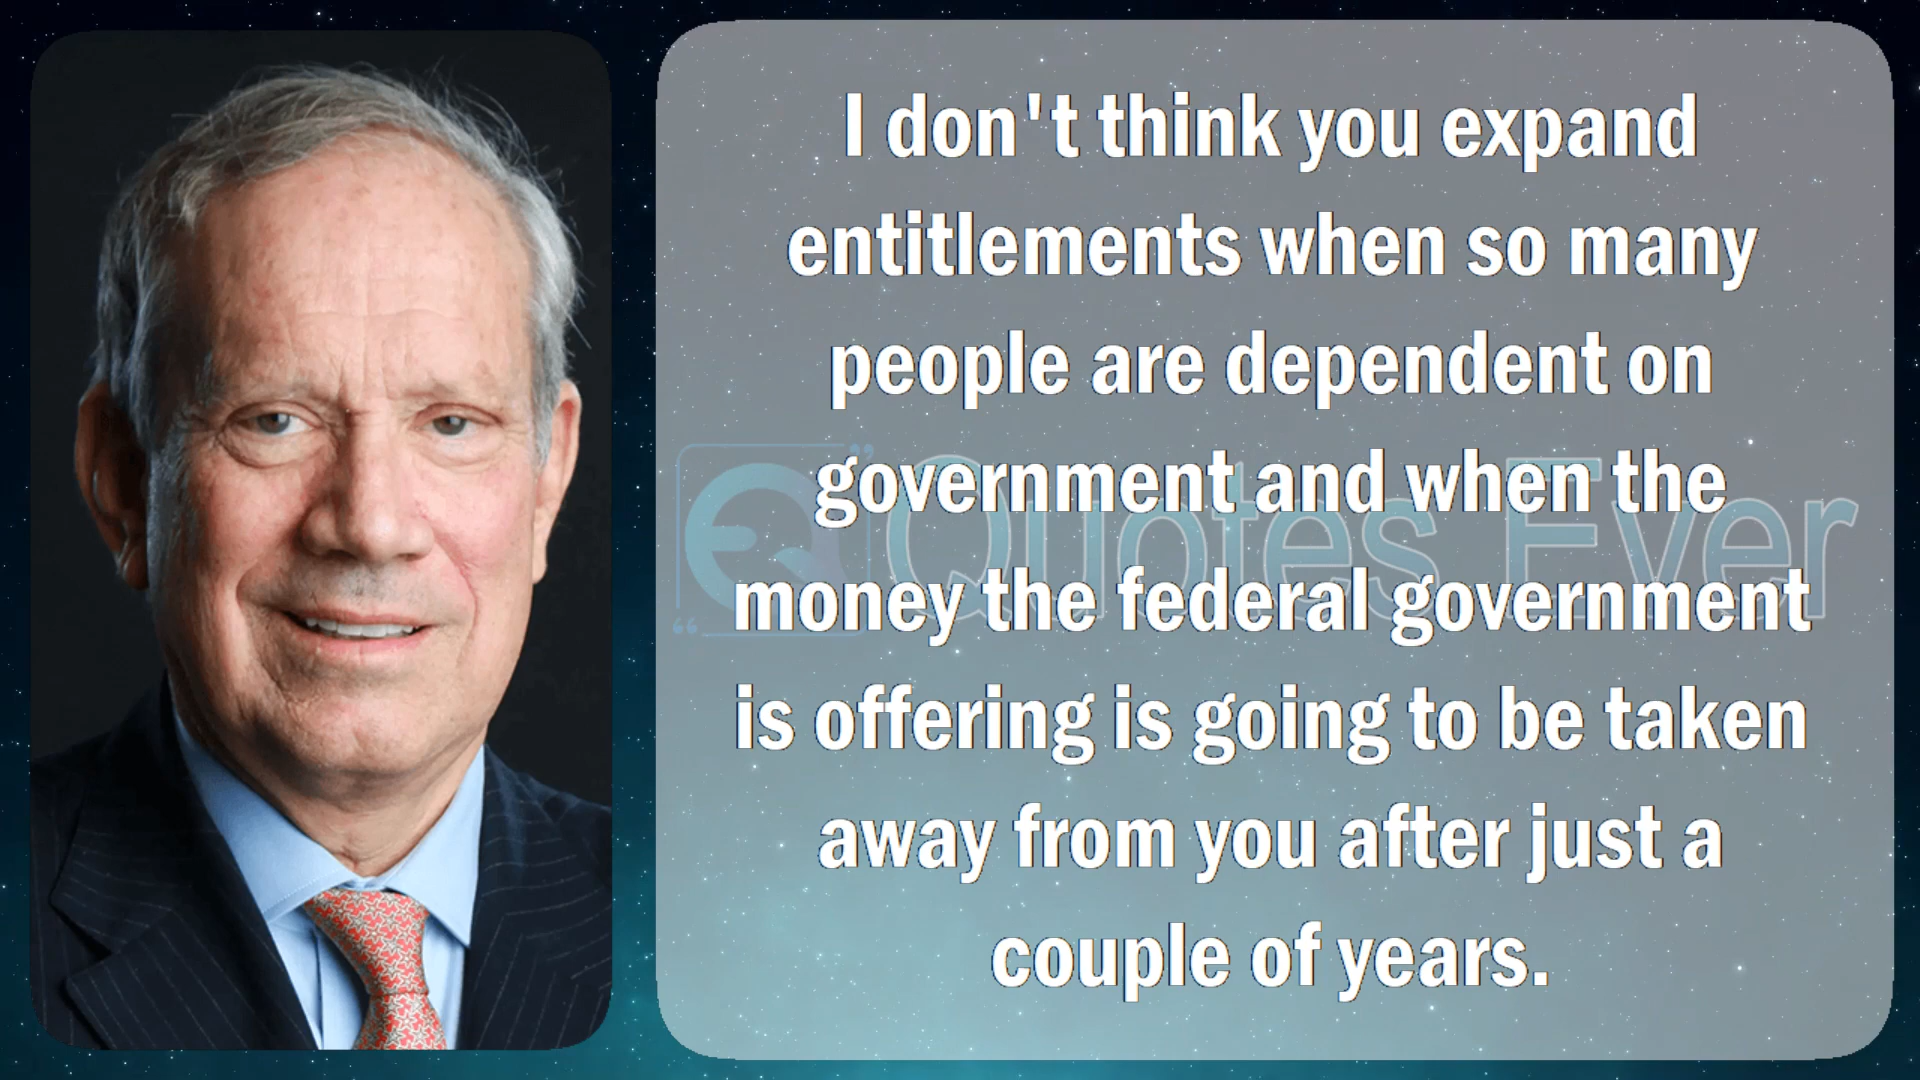 I don't think you expand
entitlements when so many
people are dependent on
government and when the
Quotes Ever
money the federal government
is offering is going to be taken
away from you after just a
couple of years.